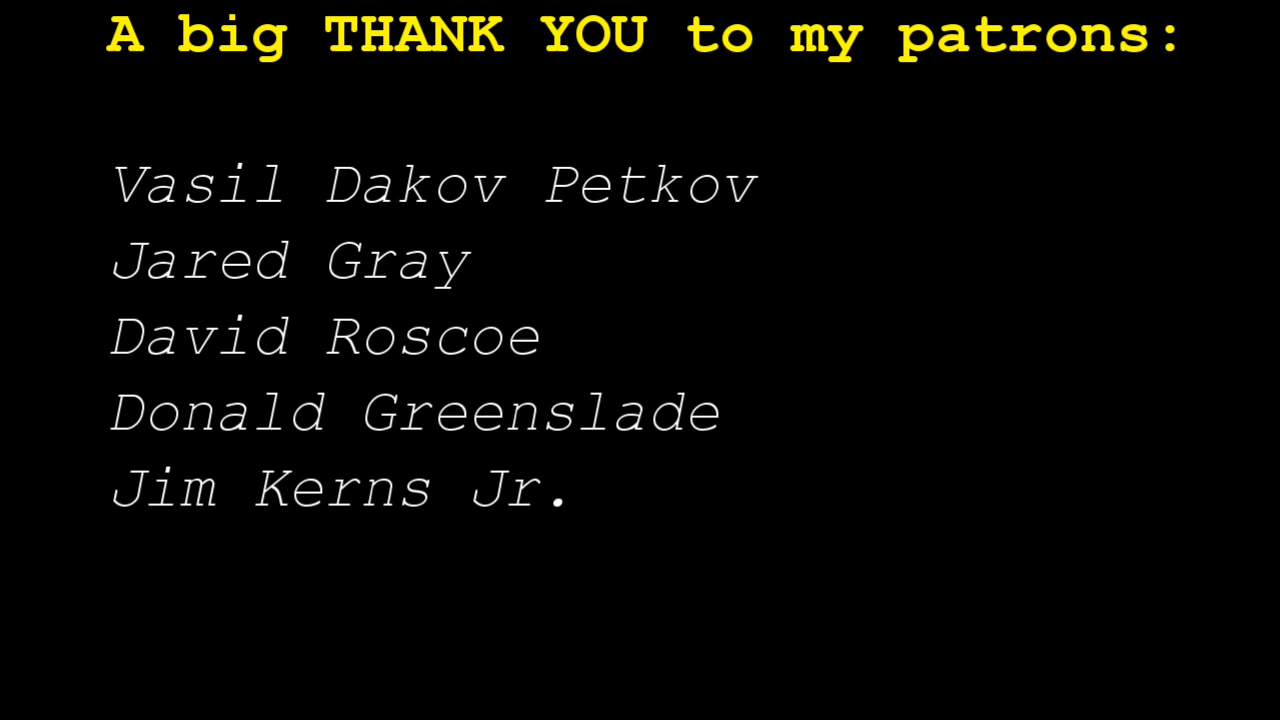 A big THANK YOU to my patrons:
Vasil Dakov Petkov
Jared Gray
David Roscoe
Donald Greenslade
Jim Kerns Jr.